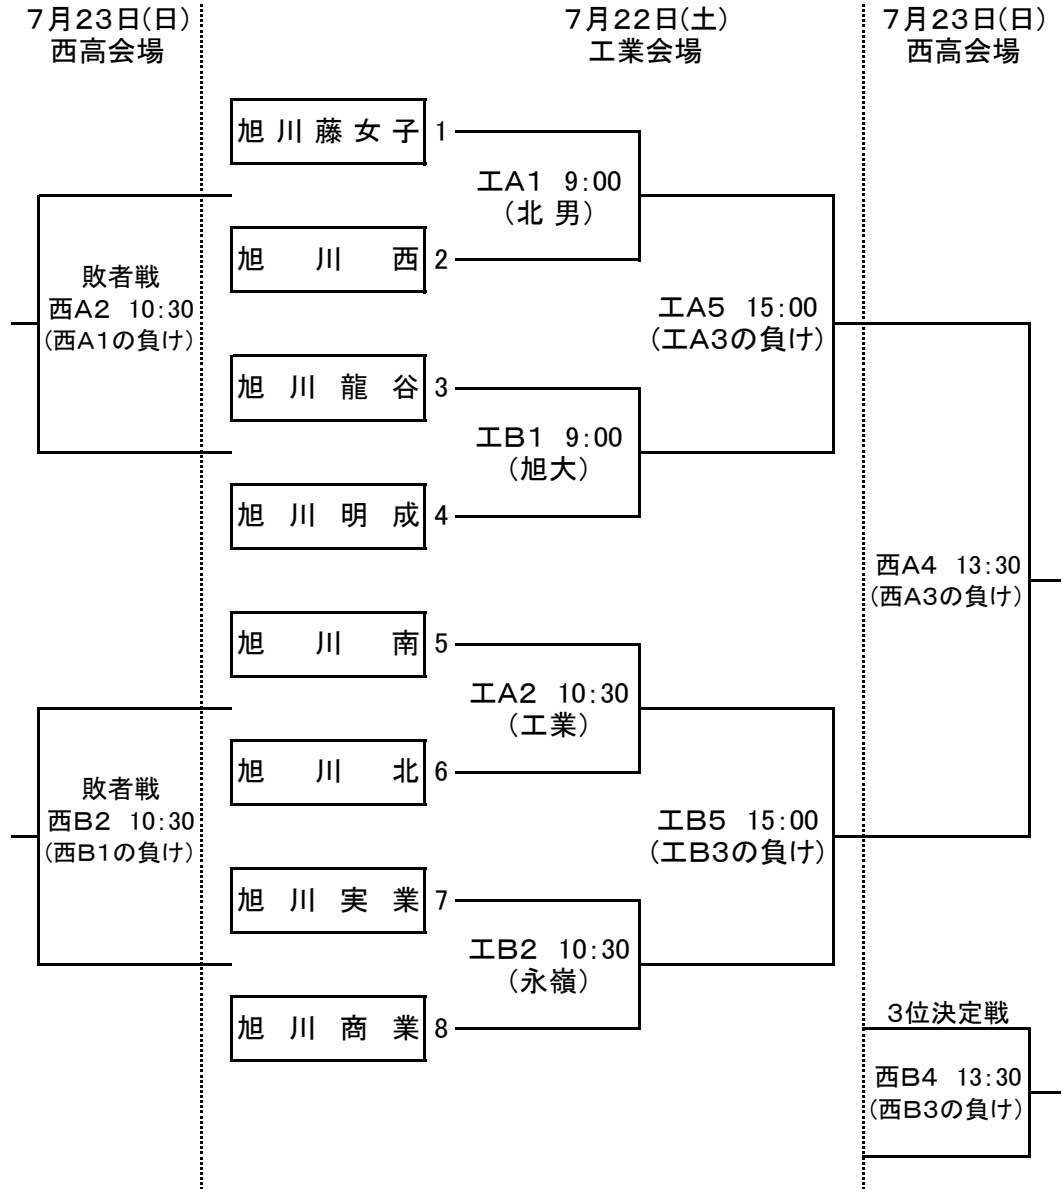 7月23日(日)
西高会場
7月22日(土)
工業会場
7月23日(日)
西高会場
旭川藤女子 1
工A1 9:00
(北 男)
旭川西 2
敗者戦
西A2 10:30
(西A1の負け)
工A5 15:00
(工A3の負け)
旭川龍谷 3
工B1 9:00
(旭大)
旭川明成 4
西A4 13:30
(西A3の負け)
旭川南 5
工A2 10:30
(工業)
旭川北 6
敗者戦
西B2 10:30
(西B1の負け)
工B5 15:00
(工B3の負け)
旭川実業 7
工B2 10:30
(永嶺)
旭川商業 8
3位決定戦
西B4 13:30
(西B3の負け)